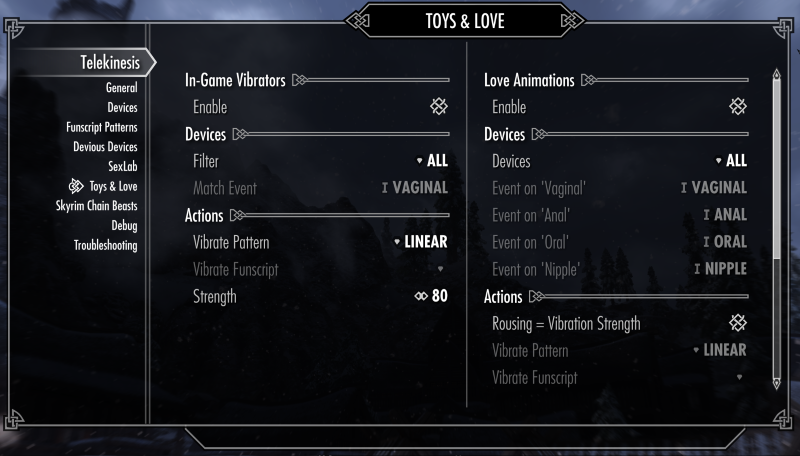 TOYS & LOVE
Telekinesis
General
Devices
Funscript Patterns
Devious Devices
SexLab
Toys & Love
Skyrim Chain Beasts
Debug
Troubleshooting
In-Game Vibrators
Enable
Devices
Filter ALL
Match Event VAGINAL
Actions
Vibrate Pattern LINEAR
Vibrate Funscript
Strength 80
Love Animations
Enable
Devices
Devices ALL
Event on 'Vaginal' VAGINAL
Event on 'Anal' ANAL
Event on 'Oral' ORAL
Event on 'Nipple' NIPPLE
Actions
Rousing = Vibration Strength
Vibrate Pattern LINEAR
Vibrate Funscript